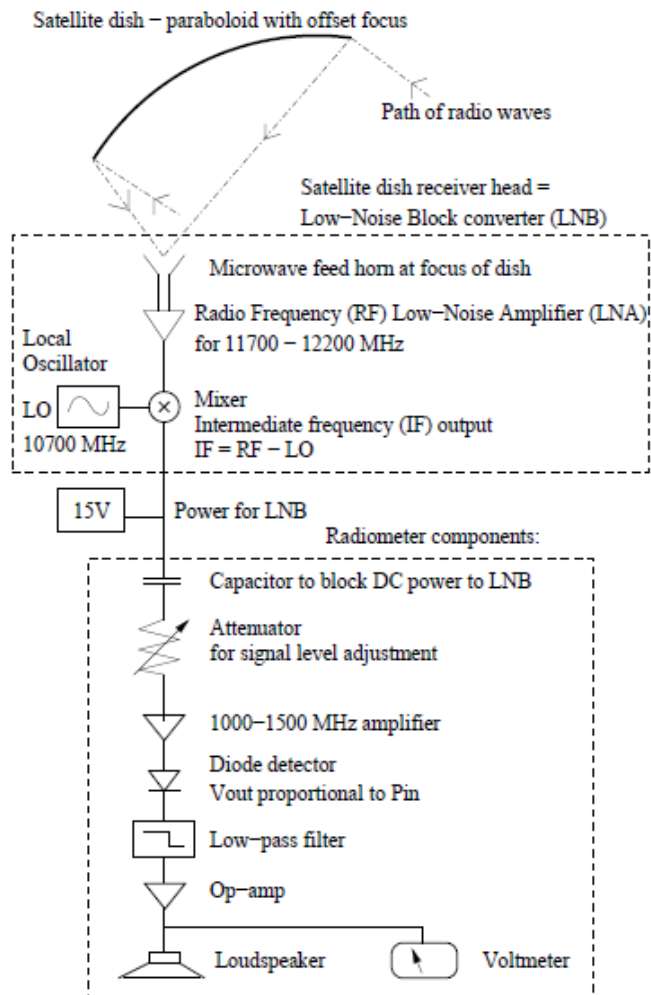 Satellite dish − paraboloid with offset focus
Path of radio waves
Satellite dish receiver head =
Low−Noise Block converter (LNB)
Microwave feed horn at focus of dish
Radio Frequency (RF) Low−Noise Amplifier (LNA)
for 11700 − 12200 MHz
Local
Oscillator
LO
10700 MHz
Mixer
Intermediate frequency (IF) output
IF = RF − LO
15V
Power for LNB
Radiometer components:
Capacitor to block DC power to LNB
Attenuator
for signal level adjustment
1000−1500 MHz amplifier
Diode detector
Vout proportional to Pin
Low−pass filter
Op−amp
Loudspeaker
Voltmeter